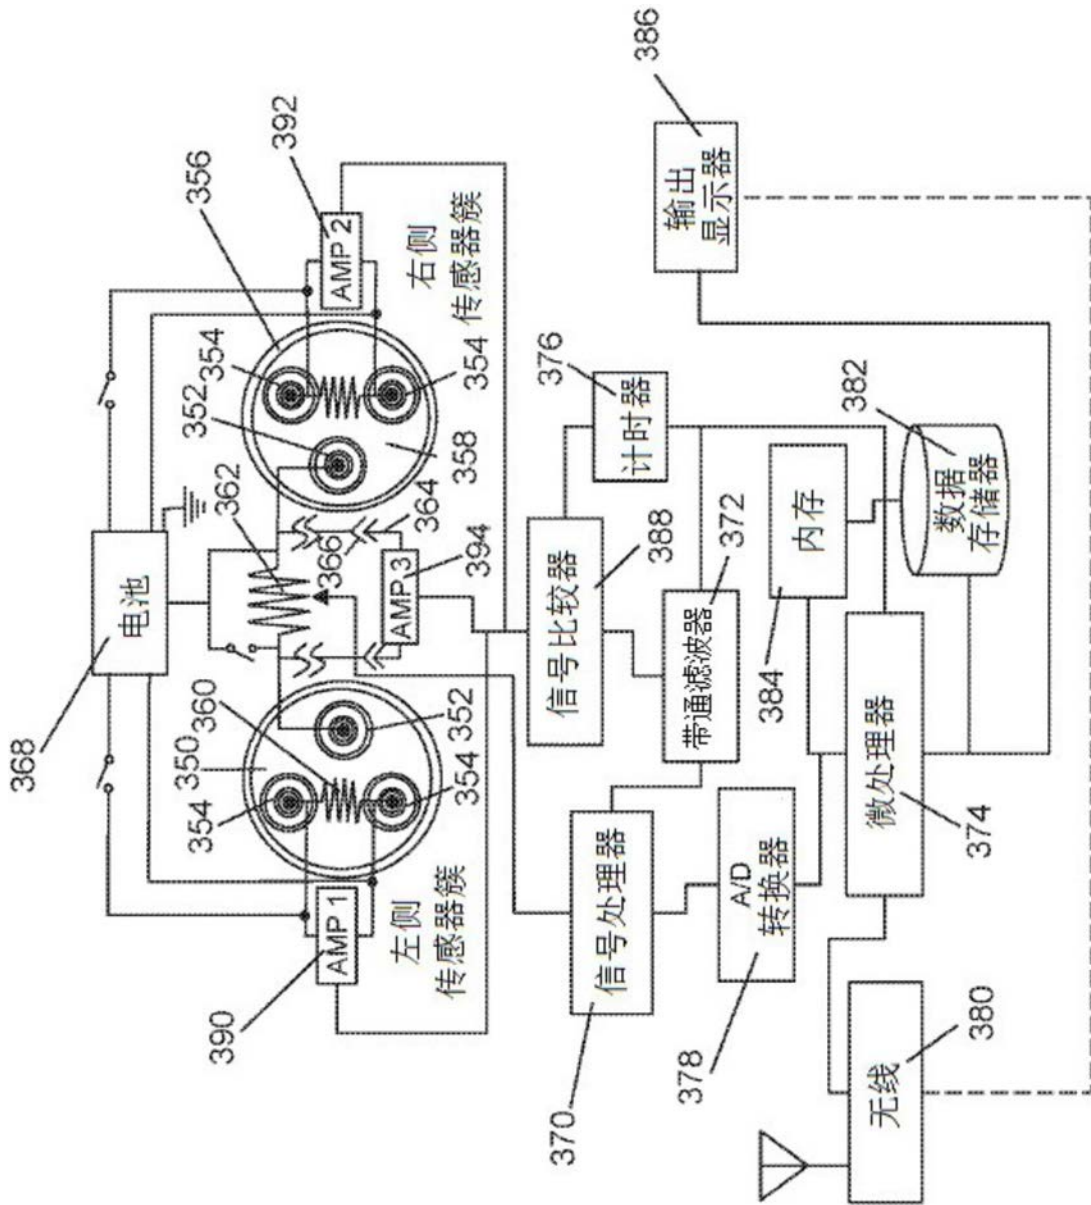 368
电池
350
360
354
362
352
354
356
392
390
AMP 1
354
352
366
358
354
AMP 2
AMP 3
364
394
左侧
传感器簇
右侧
传感器簇
370
信号处理器
信号比较器
388
计时器
376
386
输出
显示器
378
A/D
转换器
带通滤波器
372
384
内存
382
数据
存储器
无线
380
微处理器
374